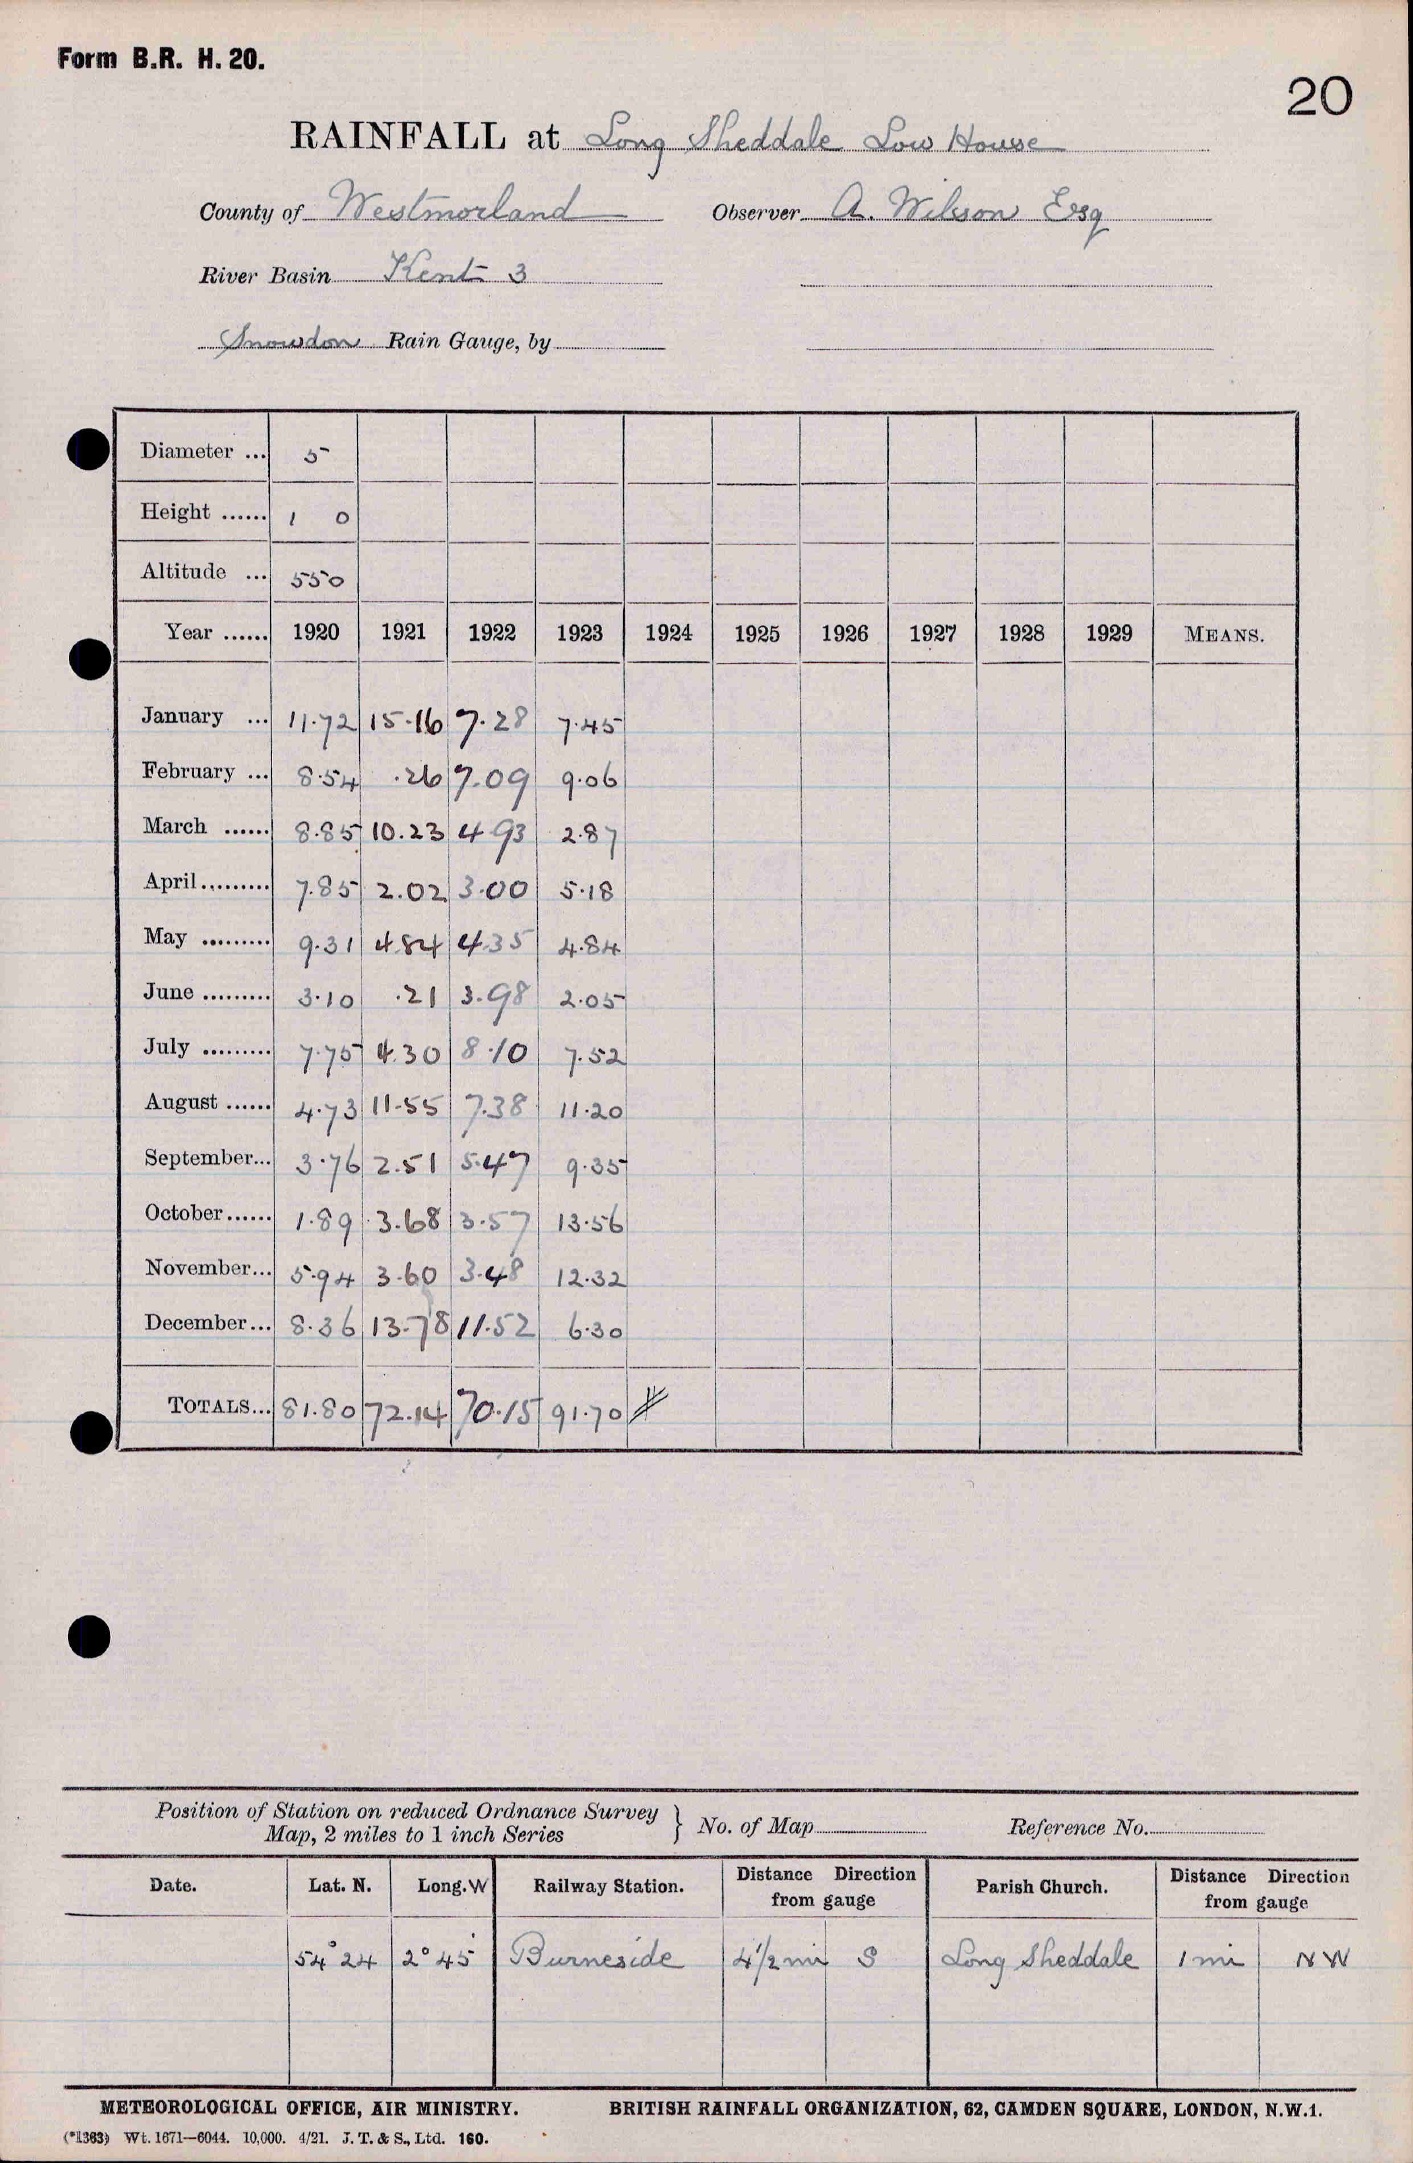 Form B.R. H. 20.
20
RAINFALL at Long Sheddale Low House
County of Westmorland Observer A. Wilson Esq
River Basin Kent 3
Snowdon Rain Gauge, by
Diameter ... 5
Height ...... 1 0
Altitude ... 550
Year ...... 1920 1921 1922 1923 1924 1925 1926 1927 1928 1929 MEANS.
January ... 11.72 15.16 7.28 7.45
February ... 8.54 .26 7.09 9.06
March ...... 8.85 10.23 4.93 2.87
April ......... 7.85 2.02 3.00 5.18
May ......... 9.31 4.84 4.35 4.84
June ......... 3.10 .21 3.98 2.05
July ......... 7.75 4.30 8.10 7.52
August ...... 4.73 11.55 7.38 11.20
September... 3.76 2.51 5.47 9.35
October...... 1.89 3.68 3.57 13.56
November... 5.94 3.60 3.48 12.32
December... 8.36 13.78 11.52 6.30
TOTALS... 81.80 72.14 70.15 91.70
Position of Station on reduced Ordnance Survey
Map, 2 miles to 1 inch Series } No. of Map Reference No.
Date. Lat. N. Long. W Railway Station. Distance Direction from gauge Parish Church. Distance Direction from gauge
54° 24 2° 45' Burneside 4 1/2 mi S Long Sheddale 1 mi NW
METEOROLOGICAL OFFICE, AIR MINISTRY. BRITISH RAINFALL ORGANIZATION, 62, CAMDEN SQUARE, LONDON, N.W.1.
(*1363) Wt. 1671—6044. 10,000. 4/21. J. T. & S., Ltd. 160.